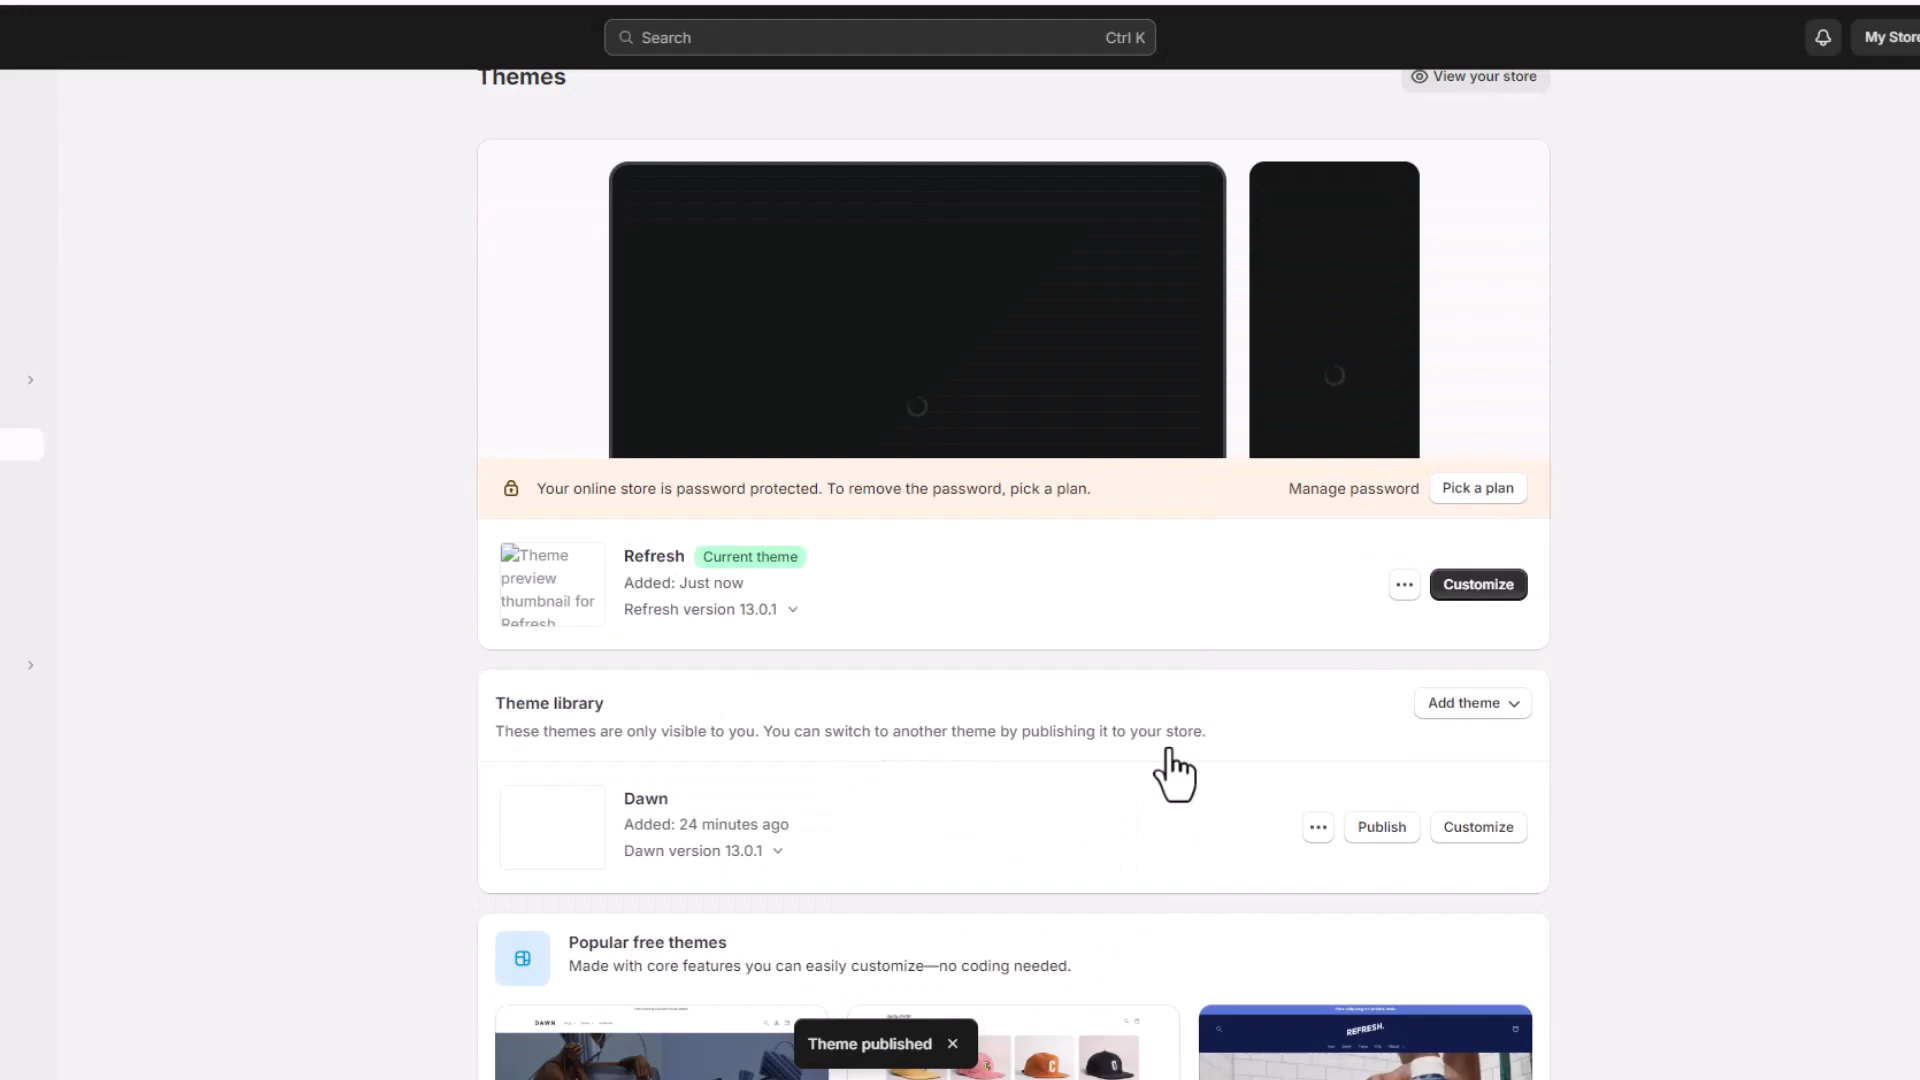 Search
Ctrl K
My Store
Themes
View your store
Your online store is password protected. To remove the password, pick a plan.
Manage password
Pick a plan
Theme
preview
thumbnail for
Refresh
Refresh
Current theme
Added: Just now
Refresh version 13.0.1
Customize
Theme library
Add theme
These themes are only visible to you. You can switch to another theme by publishing it to your store.
Dawn
Added: 24 minutes ago
Dawn version 13.0.1
Publish
Customize
Popular free themes
Made with core features you can easily customize—no coding needed.
DAWN
REFRESH.
Theme published